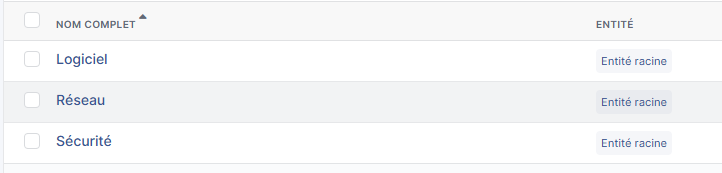 NOM COMPLET ENTITÉ
Logiciel Entité racine
Réseau Entité racine
Sécurité Entité racine